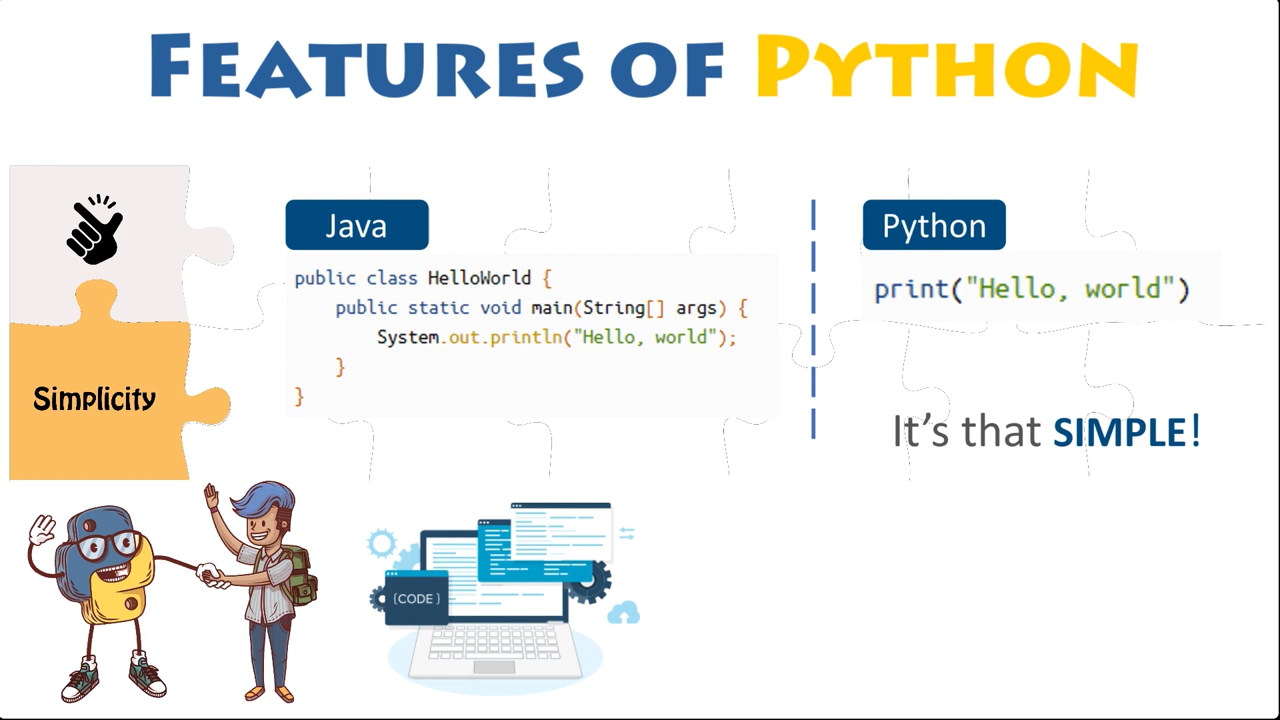 FEATURES OF PYTHON
Simplicity
Java
public class HelloWorld {
    public static void main(String[] args) {
        System.out.println("Hello, world");
    }
}
Python
print("Hello, world")
It's that SIMPLE!
{CODE }